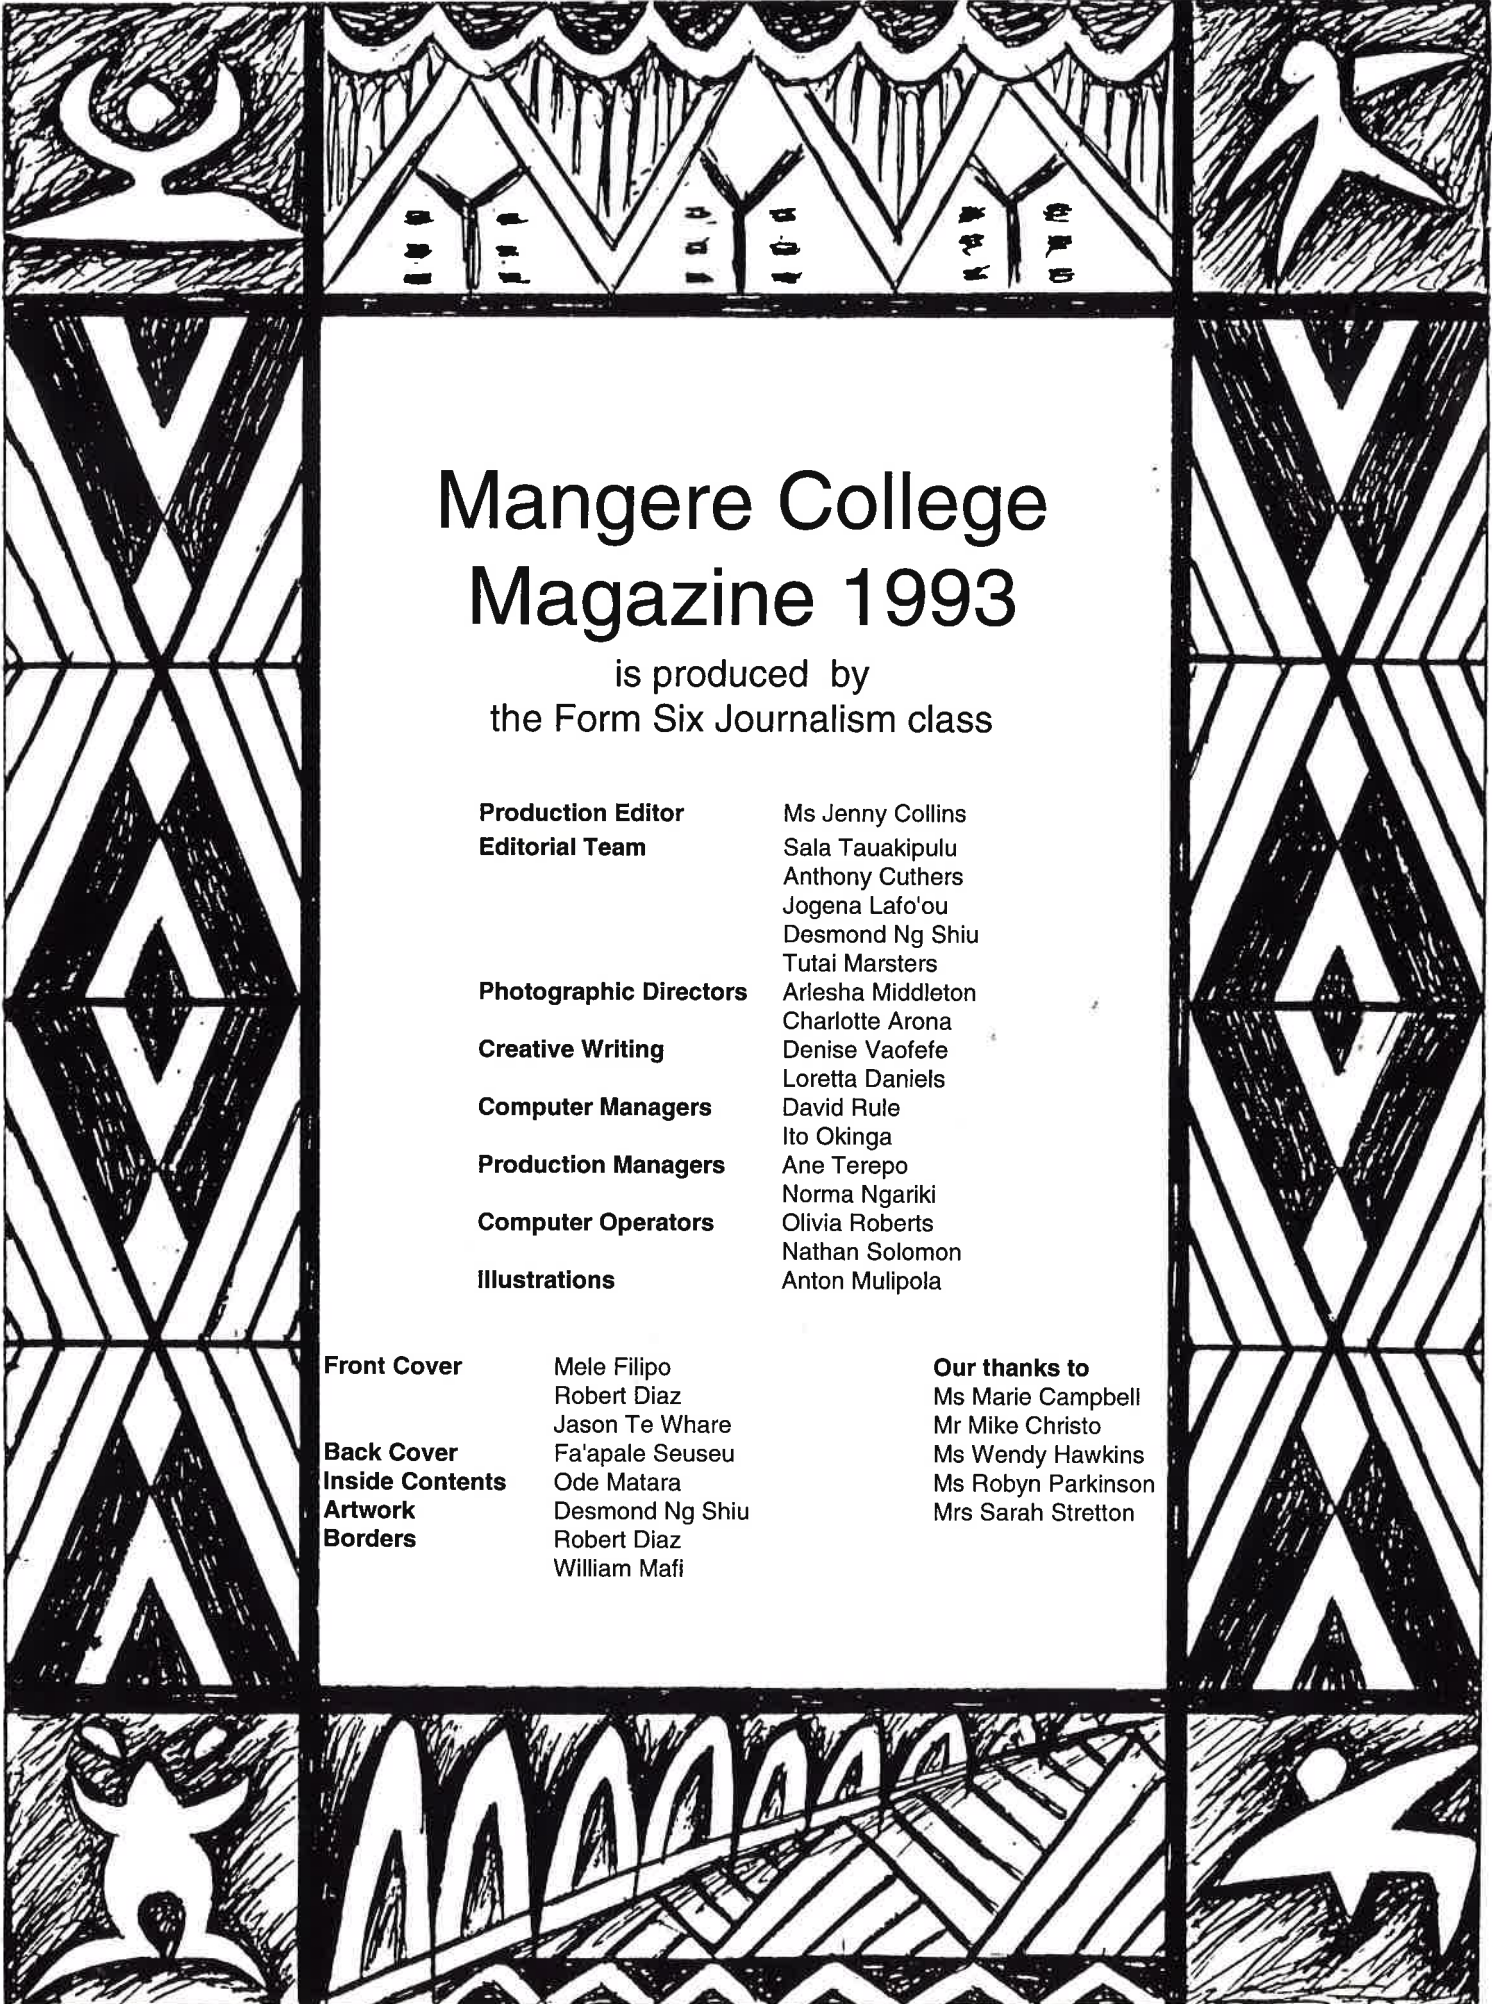 Mangere College
Magazine 1993
is produced by
the Form Six Journalism class
Production Editor Ms Jenny Collins
Editorial Team Sala Tauakipulu
Anthony Cuthers
Jogena Lafo'ou
Desmond Ng Shiu
Tutai Marsters
Photographic Directors Arlesha Middleton
Charlotte Arona
Creative Writing Denise Vaofefe
Loretta Daniels
Computer Managers David Rule
Ito Okinga
Production Managers Ane Terepo
Norma Ngariki
Computer Operators Olivia Roberts
Nathan Solomon
Illustrations Anton Mulipola
Front Cover Mele Filipo
Robert Diaz
Jason Te Whare
Back Cover Fa'apale Seuseu
Inside Contents Ode Matara
Artwork Desmond Ng Shiu
Borders Robert Diaz
William Mafi
Our thanks to
Ms Marie Campbell
Mr Mike Christo
Ms Wendy Hawkins
Ms Robyn Parkinson
Mrs Sarah Stretton